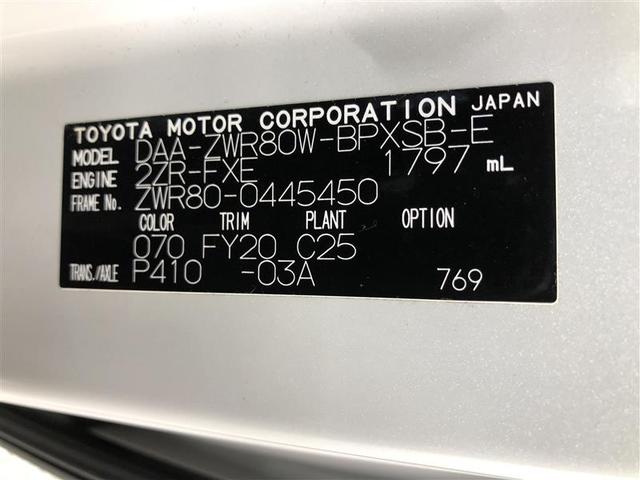 TOYOTA MOTOR CORPORATION JAPAN
MODEL DAA-ZWR80W-BPXSB-E
ENGINE 2ZR-FXE 1797 mL
FRAME No. ZWR80-0445450
COLOR TRIM PLANT OPTION
070 FY20 C25
TRANS./AXLE P410 -03A 769